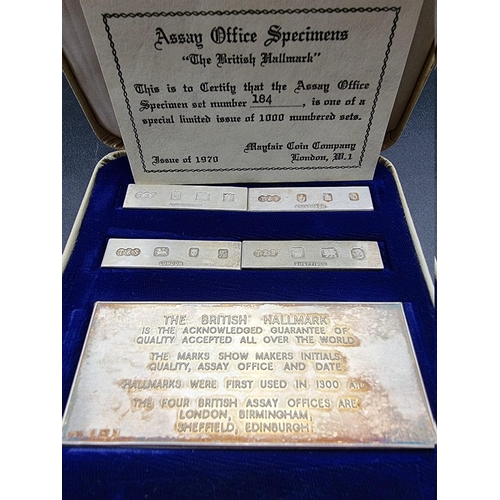 Assay Office Specimens
"The British Hallmark"
This is to Certify that the Assay Office
Specimen set number 184, is one of a
special limited issue of 1000 numbered sets.
Mayfair Coin Company
Issue of 1970 London, W.1
LONDON
SHEFFIELD
THE BRITISH HALLMARK
IS THE ACKNOWLEDGED GUARANTEE OF
QUALITY ACCEPTED ALL OVER THE WORLD
THE MARKS SHOW MAKERS INITIALS,
QUALITY, ASSAY OFFICE AND DATE
HALLMARKS WERE FIRST USED IN 1300 AD.
THE FOUR BRITISH ASSAY OFFICES ARE
LONDON, BIRMINGHAM,
SHEFFIELD, EDINBURGH.